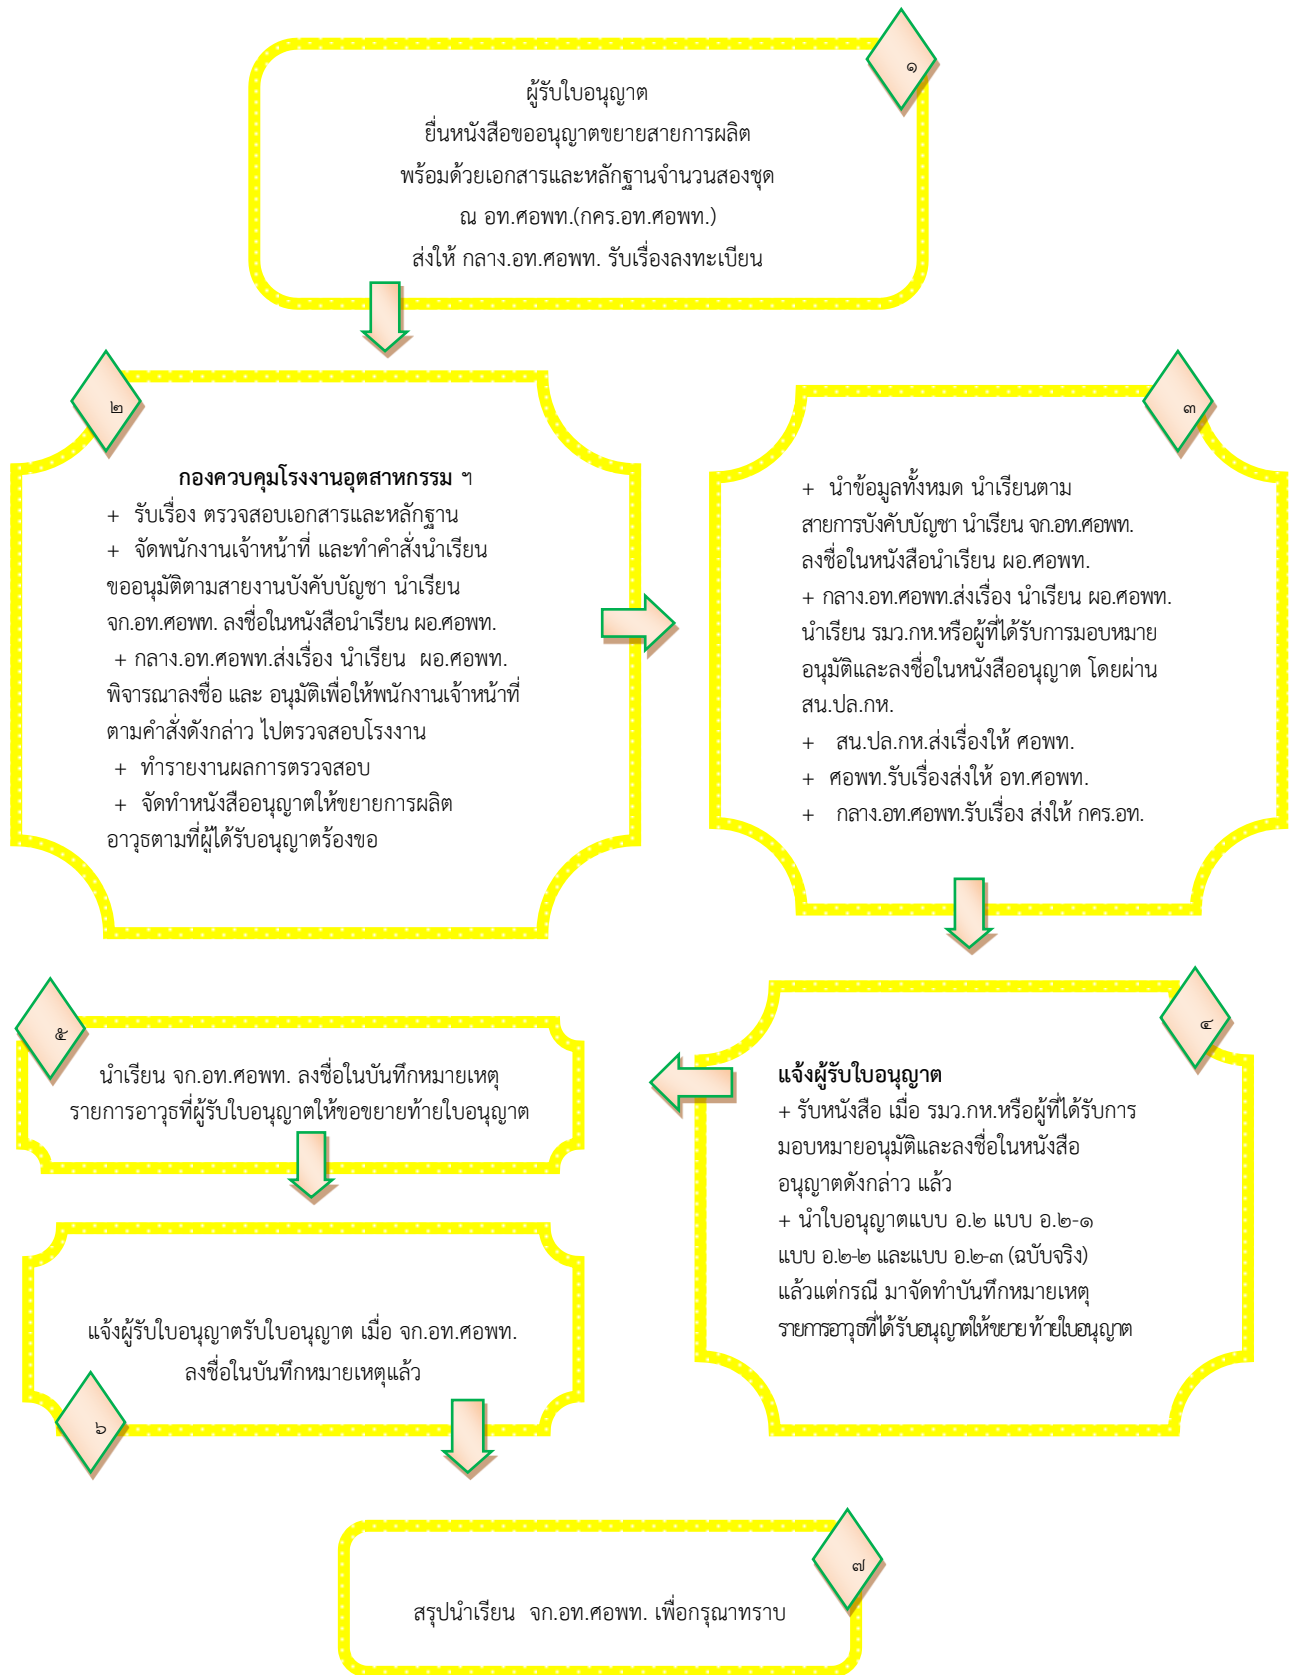 ๑
ผู้รับใบอนุญาต
ยื่นหนังสือขออนุญาตขยายสายการผลิต
พร้อมด้วยเอกสารและหลักฐานจำนวนสองชุด
ณ อท.ศอพท.(กคร.อท.ศอพท.)
ส่งให้ กลาง.อท.ศอพท. รับเรื่องลงทะเบียน
๒
กองควบคุมโรงงานอุตสาหกรรม ฯ
+ รับเรื่อง ตรวจสอบเอกสารและหลักฐาน
+ จัดพนักงานเจ้าหน้าที่ และทำคำสั่งนำเรียน
ขออนุมัติตามสายงานบังคับบัญชา นำเรียน
จก.อท.ศอพท. ลงชื่อในหนังสือนำเรียน ผอ.ศอพท.
+ กลาง.อท.ศอพท.ส่งเรื่อง นำเรียน ผอ.ศอพท.
พิจารณาลงชื่อ และ อนุมัติเพื่อให้พนักงานเจ้าหน้าที่
ตามคำสั่งดังกล่าว ไปตรวจสอบโรงงาน
+ ทำรายงานผลการตรวจสอบ
+ จัดทำหนังสืออนุญาตให้ขยายการผลิต
อาวุธตามที่ผู้ได้รับอนุญาตร้องขอ
๓
+ นำข้อมูลทั้งหมด นำเรียนตาม
สายการบังคับบัญชา นำเรียน จก.อท.ศอพท.
ลงชื่อในหนังสือนำเรียน ผอ.ศอพท.
+ กลาง.อท.ศอพท.ส่งเรื่อง นำเรียน ผอ.ศอพท.
นำเรียน รมว.กห.หรือผู้ที่ได้รับการมอบหมาย
อนุมัติและลงชื่อในหนังสืออนุญาต โดยผ่าน
สน.ปล.กห.
+ สน.ปล.กห.ส่งเรื่องให้ ศอพท.
+ ศอพท.รับเรื่องส่งให้ อท.ศอพท.
+ กลาง.อท.ศอพท.รับเรื่อง ส่งให้ กคร.อท.
๔
แจ้งผู้รับใบอนุญาต
+ รับหนังสือ เมื่อ รมว.กห.หรือผู้ที่ได้รับการ
มอบหมายอนุมัติและลงชื่อในหนังสือ
อนุญาตดังกล่าว แล้ว
+ นำใบอนุญาตแบบ อ.๒ แบบ อ.๒-๑
แบบ อ.๒-๒ และแบบ อ.๒-๓ (ฉบับจริง)
แล้วแต่กรณี มาจัดทำบันทึกหมายเหตุ
รายการอาวุธที่ได้รับอนุญาตให้ขยาย ท้ายใบอนุญาต
๕
นำเรียน จก.อท.ศอพท. ลงชื่อในบันทึกหมายเหตุ
รายการอาวุธที่ผู้รับใบอนุญาตให้ขอขยายท้ายใบอนุญาต
แจ้งผู้รับใบอนุญาตรับใบอนุญาต เมื่อ จก.อท.ศอพท.
ลงชื่อในบันทึกหมายเหตุแล้ว
๖
๗
สรุปนำเรียน จก.อท.ศอพท. เพื่อกรุณาทราบ